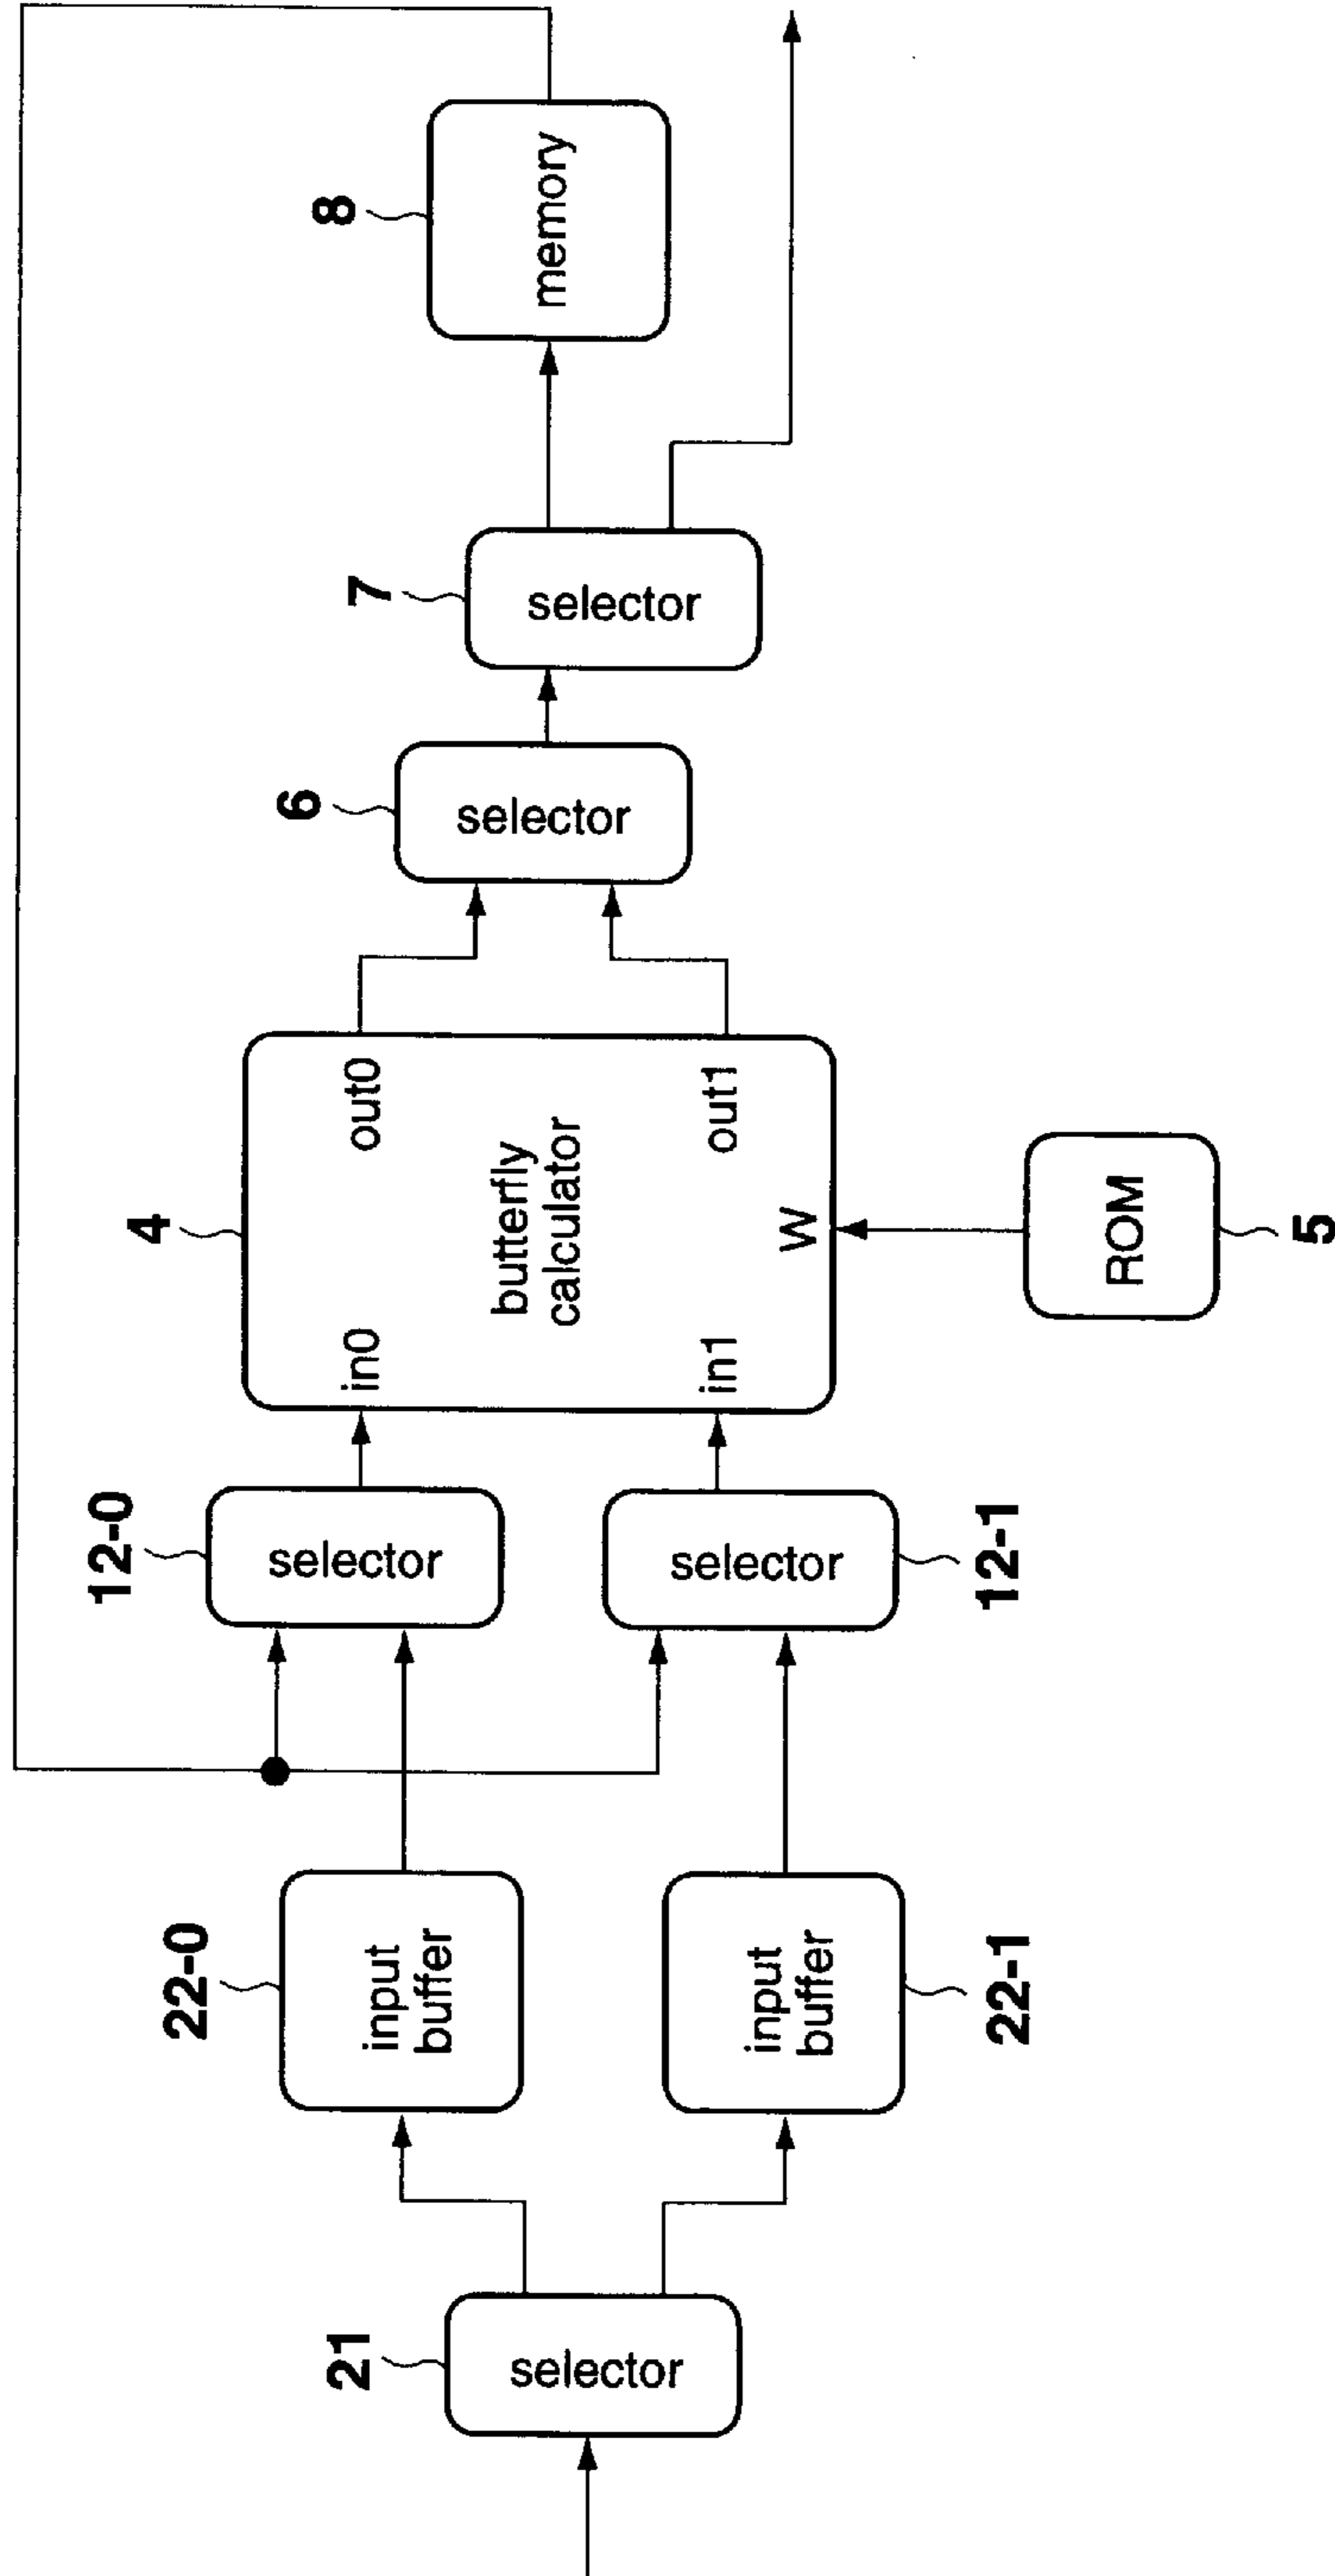 21
selector
22-0
input
buffer
22-1
input
buffer
12-0
selector
12-1
selector
4
in0
out0
butterfly
calculator
in1
out1
W
ROM
5
6
selector
7
selector
8
memory